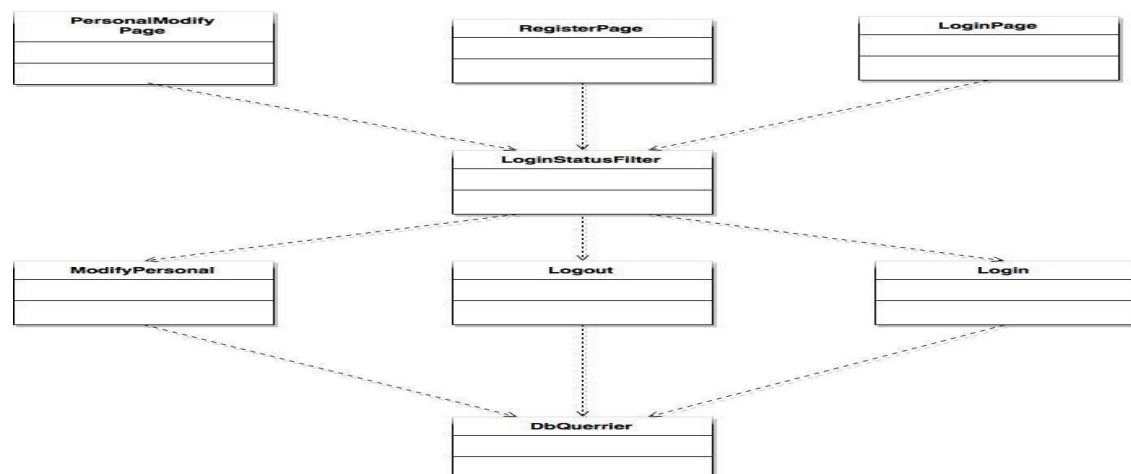 PersonalModify
Page
RegisterPage
LoginPage
LoginStatusFilter
ModifyPersonal
Logout
Login
DbQuerrier